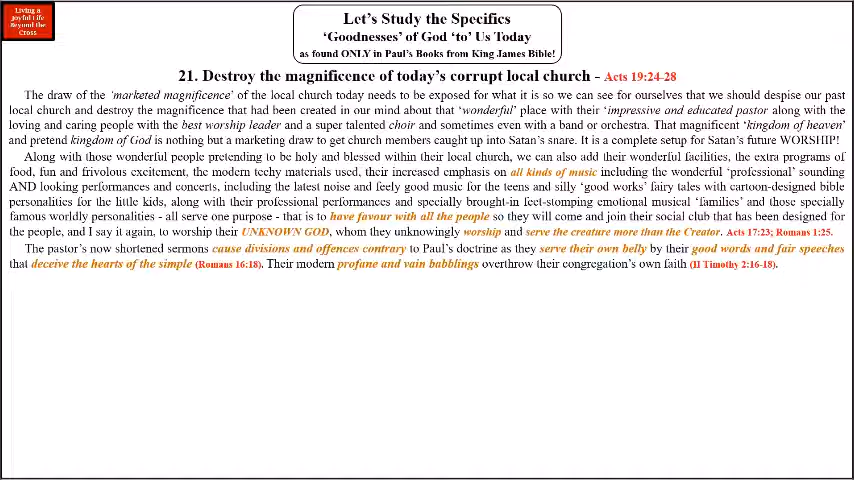 Living a
Joyful Life
Beyond the
Cross
Let's Study the Specifics
'Goodnesses' of God 'to' Us Today
as found ONLY in Paul's Books from King James Bible!
21. Destroy the magnificence of today's corrupt local church - Acts 19:24-28
The draw of the 'marketed magnificence' of the local church today needs to be exposed for what it is so we can see for ourselves that we should despise our past
local church and destroy the magnificence that had been created in our mind about that 'wonderful' place with their 'impressive and educated pastor along with the
loving and caring people with the best worship leader and a super talented choir and sometimes even with a band or orchestra. That magnificent 'kingdom of heaven'
and pretend kingdom of God is nothing but a marketing draw to get church members caught up into Satan's snare. It is a complete setup for Satan's future WORSHIP!
Along with those wonderful people pretending to be holy and blessed within their local church, we can also add their wonderful facilities, the extra programs of
food, fun and frivolous excitement, the modern techy materials used, their increased emphasis on all kinds of music including the wonderful 'professional' sounding
AND looking performances and concerts, including the latest noise and feely good music for the teens and silly 'good works' fairy tales with cartoon-designed bible
personalities for the little kids, along with their professional performances and specially brought-in feet-stomping emotional musical 'families' and those specially
famous worldly personalities - all serve one purpose - that is to have favour with all the people so they will come and join their social club that has been designed for
the people, and I say it again, to worship their UNKNOWN GOD, whom they unknowingly worship and serve the creature more than the Creator. Acts 17:23; Romans 1:25.
The pastor's now shortened sermons cause divisions and offences contrary to Paul's doctrine as they serve their own belly by their good words and fair speeches
that deceive the hearts of the simple (Romans 16:18). Their modern profane and vain babblings overthrow their congregation's own faith (II Timothy 2:16-18).